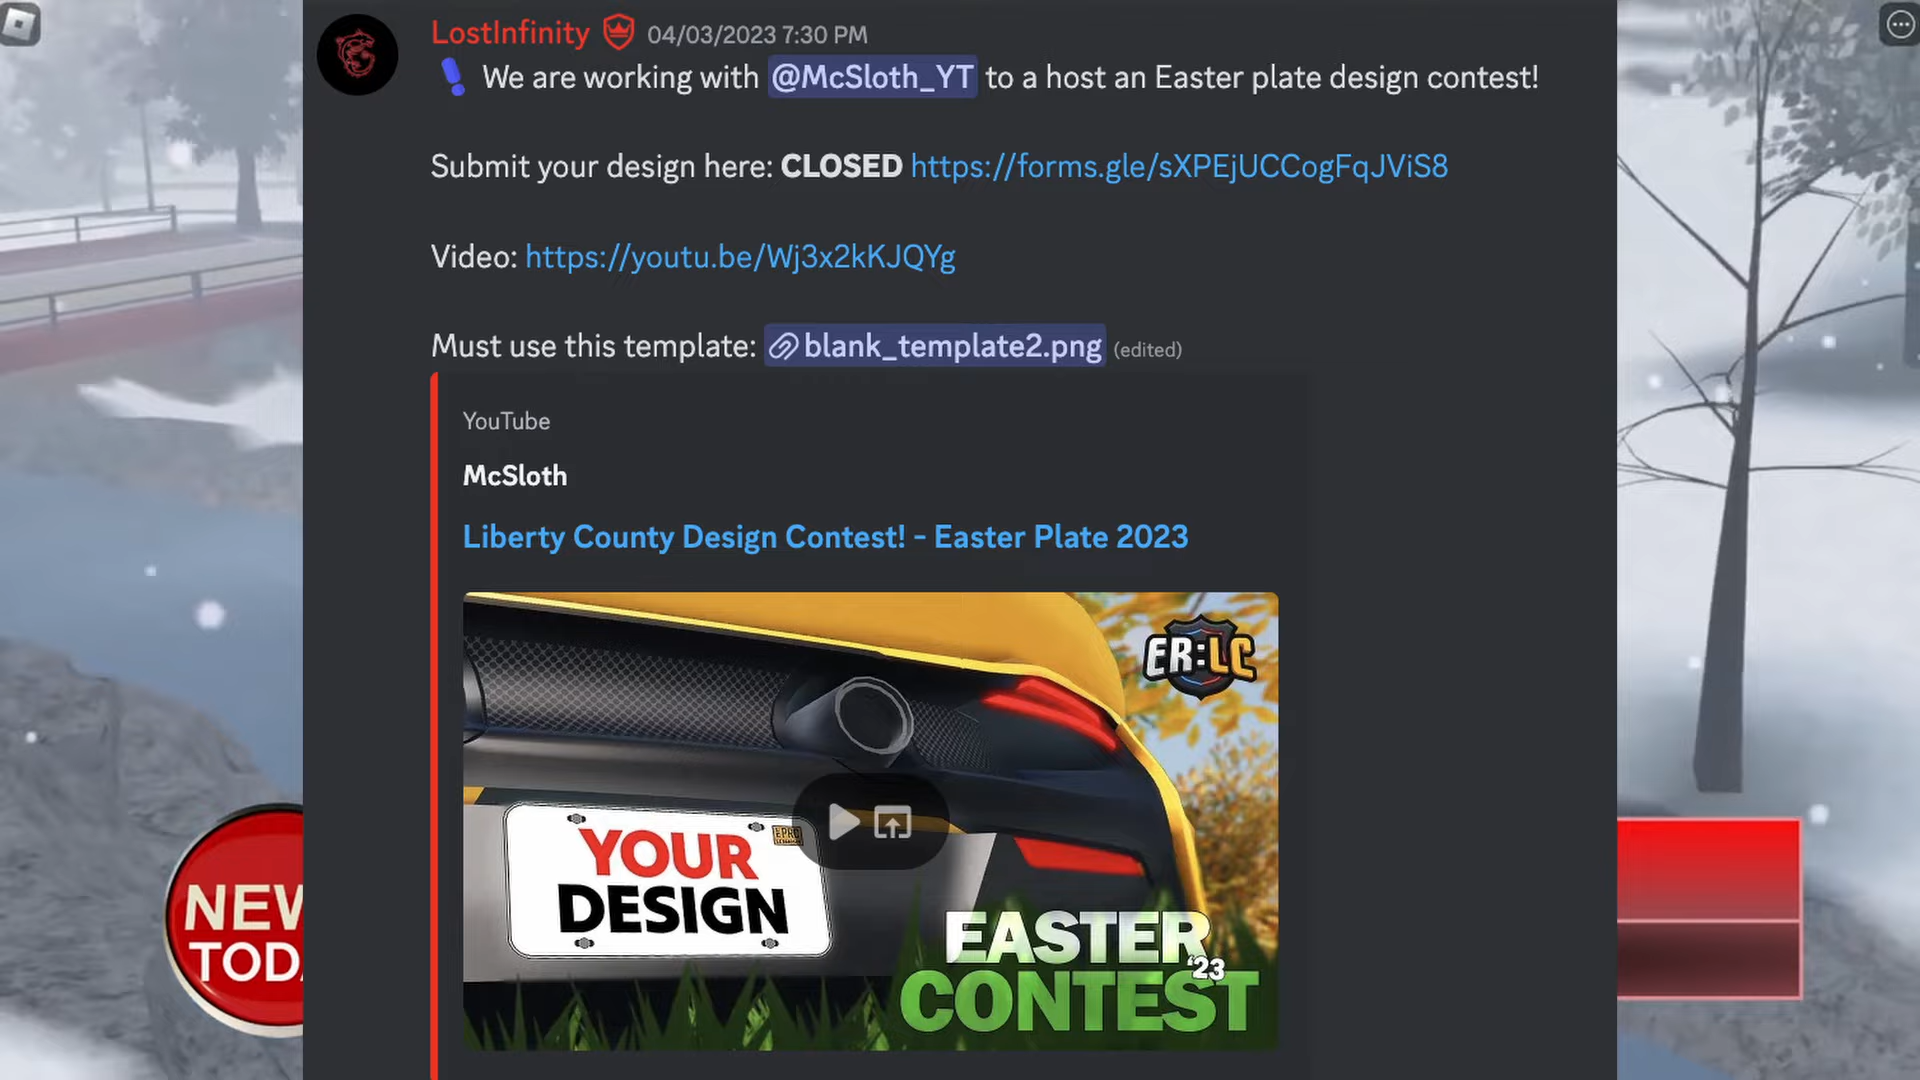 LostInfinity 04/03/2023 7:30 PM
We are working with @McSloth_YT to a host an Easter plate design contest!
Submit your design here: CLOSED https://forms.gle/sXPEjUCCogFqJViS8
Video: https://youtu.be/Wj3x2kKJQYg
Must use this template: blank_template2.png (edited)
YouTube
McSloth
Liberty County Design Contest! - Easter Plate 2023
ER:LC
YOUR
DESIGN
EASTER
'23
CONTEST
NEW
TODA